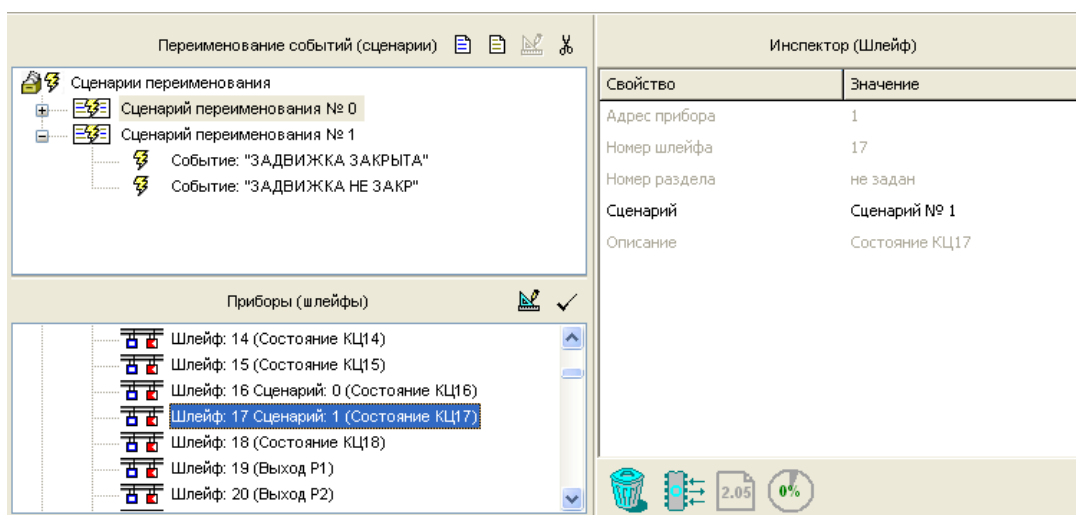 Переименование событий (сценарии)
Сценарии переименования
Сценарий переименования № 0
Сценарий переименования № 1
Событие: "ЗАДВИЖКА ЗАКРЫТА"
Событие: "ЗАДВИЖКА НЕ ЗАКР"
Приборы (шлейфы)
Шлейф: 14 (Состояние КЦ14)
Шлейф: 15 (Состояние КЦ15)
Шлейф: 16 Сценарий: 0 (Состояние КЦ16)
Шлейф: 17 Сценарий: 1 (Состояние КЦ17)
Шлейф: 18 (Состояние КЦ18)
Шлейф: 19 (Выход Р1)
Шлейф: 20 (Выход Р2)
Инспектор (Шлейф)
Свойство Значение
Адрес прибора 1
Номер шлейфа 17
Номер раздела не задан
Сценарий Сценарий № 1
Описание Состояние КЦ17
2.05 0%